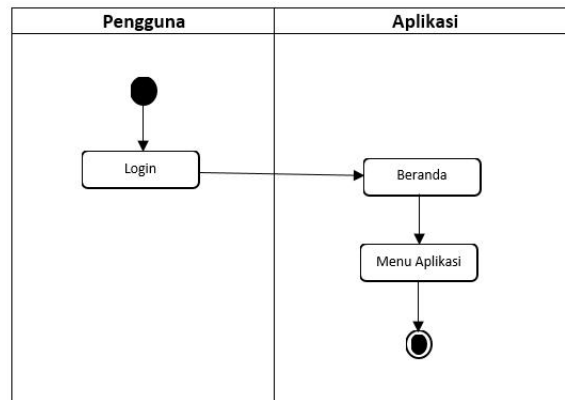 Pengguna
Aplikasi
Login
Beranda
Menu Aplikasi